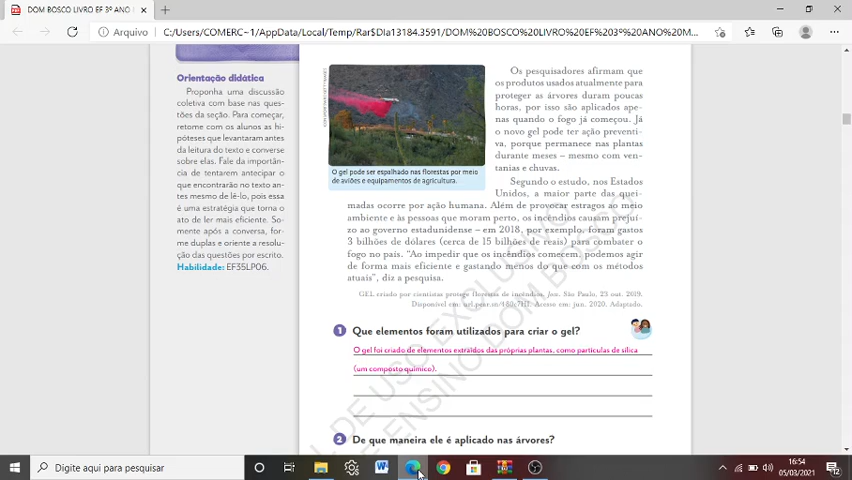 DOM BOSCO LIVRO EF 3º ANO M
Arquivo
C:/Users/COMERC~1/AppData/Local/Temp/Rar$DIa13184.3591/DOM%20BOSCO%20LIVRO%20EF%203º%20ANO%20M...
Orientação didática
Proponha uma discussão
coletiva com base nas ques-
tões da seção. Para começar,
retome com os alunos as hi-
póteses que levantaram antes
da leitura do texto e converse
sobre elas. Fale da importân-
cia de tentarem antecipar o
que encontrarão no texto an-
tes mesmo de lê-lo, pois essa
é uma estratégia que torna o
ato de ler mais eficiente. So-
mente após a conversa, for-
me duplas e oriente a resolu-
ção das questões por escrito.
Habilidade: EF35LP06.
O gel pode ser espalhado nas florestas por meio
de aviões e equipamentos de agricultura.
Os pesquisadores afirmam que
os produtos usados atualmente para
proteger as árvores duram poucas
horas, por isso são aplicados ape-
nas quando o fogo já começou. Já
o novo gel pode ter ação preventi-
va, porque permanece nas plantas
durante meses – mesmo com ven-
tanias e chuvas.
Segundo o estudo, nos Estados
Unidos, a maior parte das quei-
madas ocorre por ação humana. Além de provocar estragos ao meio
ambiente e às pessoas que moram perto, os incêndios causam prejuí-
zo ao governo estadunidense – em 2018, por exemplo, foram gastos
3 bilhões de dólares (cerca de 15 bilhões de reais) para combater o
fogo no país. “Ao impedir que os incêndios comecem, podemos agir
de forma mais eficiente e gastando menos do que com os métodos
atuais”, diz a pesquisa.
GEL criado por cientistas protege florestas de incêndio. Joca. São Paulo, 23 out. 2019.
Acesso em: jun. 2020. Adaptado.
1 Que elementos foram utilizados para criar o gel?
O gel foi criado de elementos extraídos das próprias plantas, como partículas de sílica
(um composto químico).
2 De que maneira ele é aplicado nas árvores?
L DE USO EXCLUSIVO
E ENSINO DOM BOSCO
Digite aqui para pesquisar
16:54
05/03/2021